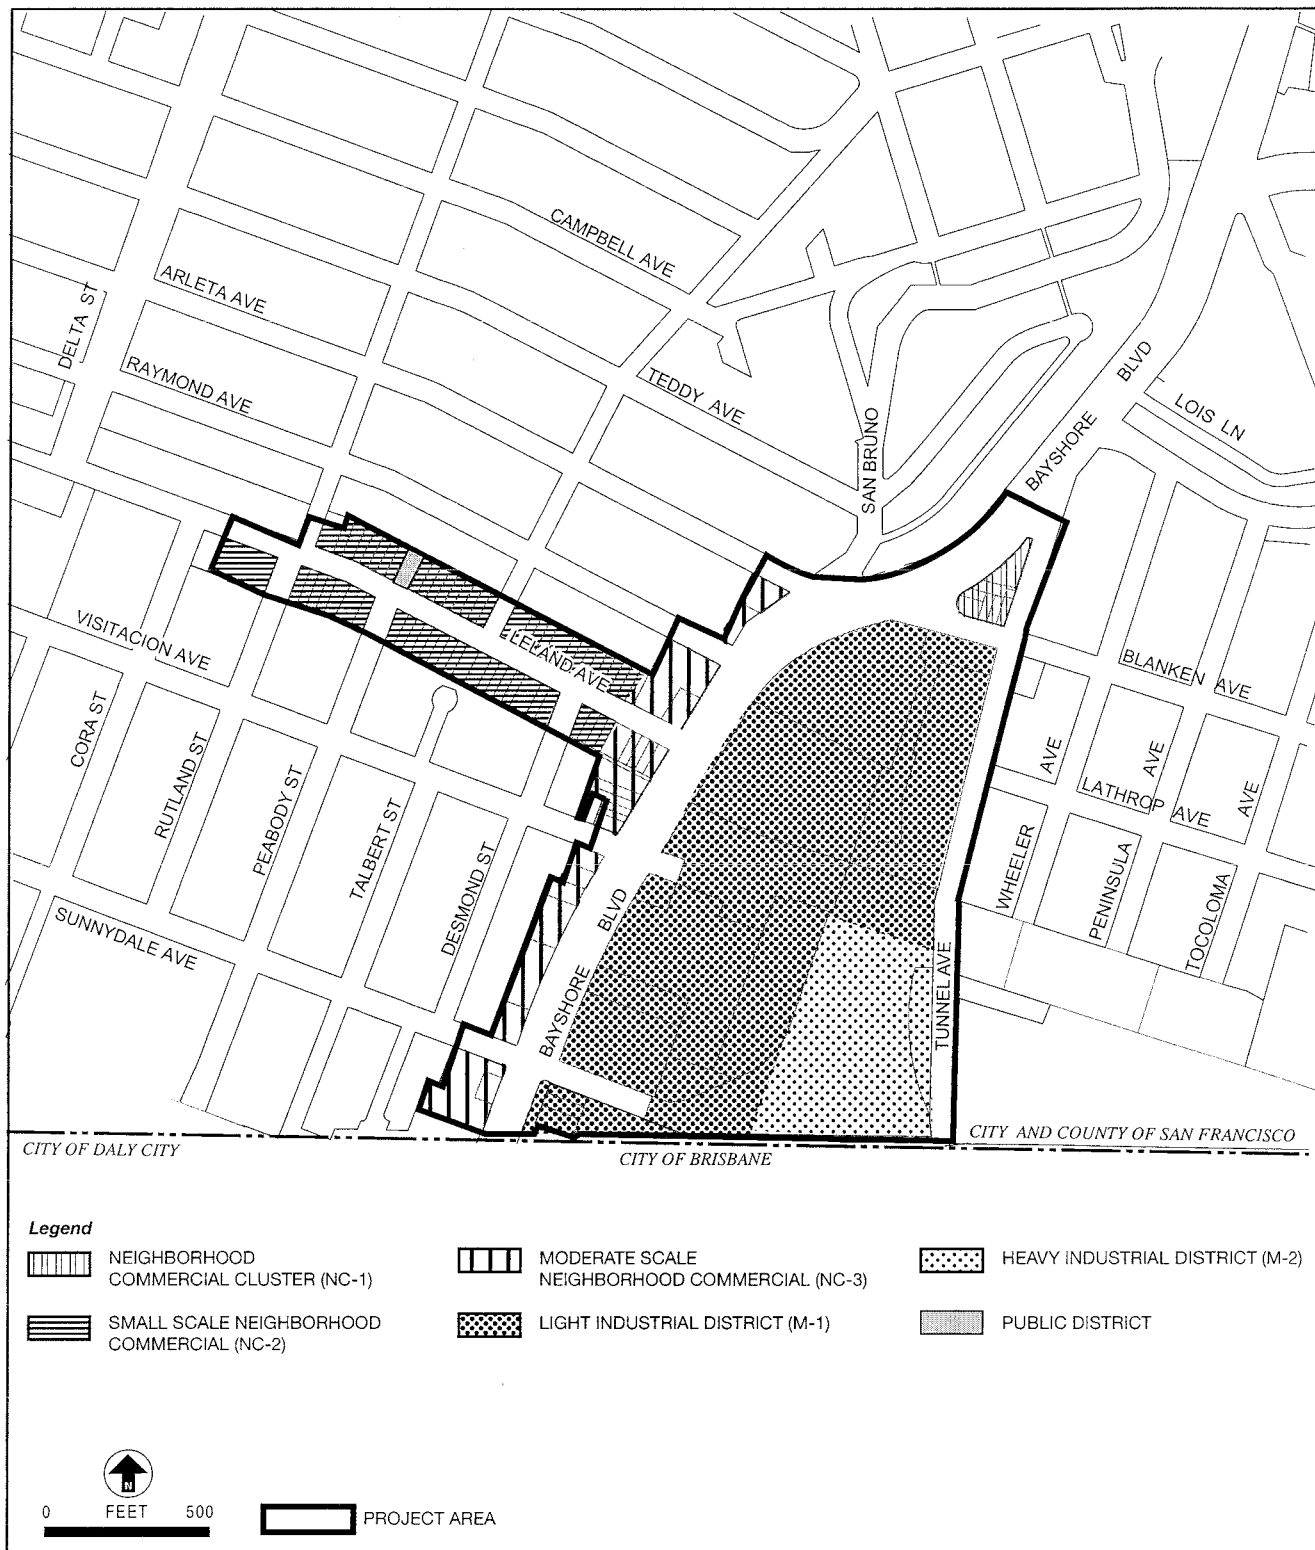 CAMPBELL AVE
ARLETA AVE
DELTA ST
RAYMOND AVE
TEDDY AVE
SAN BRUNO
BAYSHORE
BLVD
LOIS LN
VISITACION AVE
LELAND AVE
BLANKEN AVE
CORA ST
RUTLAND ST
PEABODY ST
TALBERT ST
DESMOND ST
SUNNYDALE AVE
BAYSHORE
BLVD
LATHROP AVE
WHEELER
AVE
PENINSULA
AVE
TOCOLOMA
AVE
TUNNEL AVE
CITY OF DALY CITY
CITY OF BRISBANE
CITY AND COUNTY OF SAN FRANCISCO
Legend
NEIGHBORHOOD
COMMERCIAL CLUSTER (NC-1)
SMALL SCALE NEIGHBORHOOD
COMMERCIAL (NC-2)
MODERATE SCALE
NEIGHBORHOOD COMMERCIAL (NC-3)
LIGHT INDUSTRIAL DISTRICT (M-1)
HEAVY INDUSTRIAL DISTRICT (M-2)
PUBLIC DISTRICT
N
0 FEET 500
PROJECT AREA